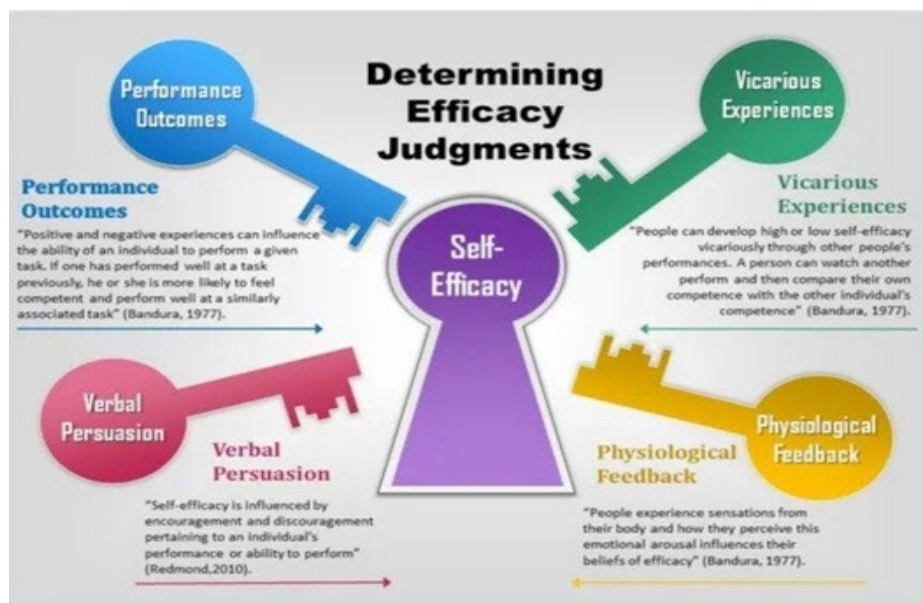 Determining
Efficacy
Judgments
Performance
Outcomes
Performance
Outcomes
"Positive and negative experiences can influence
the ability of an individual to perform a given
task. If one has performed well at a task
previously, he or she is more likely to feel
competent and perform well at a similarly
associated task" (Bandura, 1977).
Vicarious
Experiences
Vicarious
Experiences
"People can develop high or low self-efficacy
vicariously through other people's
performances. A person can watch another
perform and then compare their own
competence with the other individual's
competence" (Bandura, 1977).
Self-
Efficacy
Verbal
Persuasion
Verbal
Persuasion
"Self-efficacy is influenced by
encouragement and discouragement
pertaining to an individual's
performance or ability to perform"
(Redmond,2010).
Physiological
Feedback
Physiological
Feedback
"People experience sensations from
their body and how they perceive this
emotional arousal influences their
beliefs of efficacy" (Bandura, 1977).